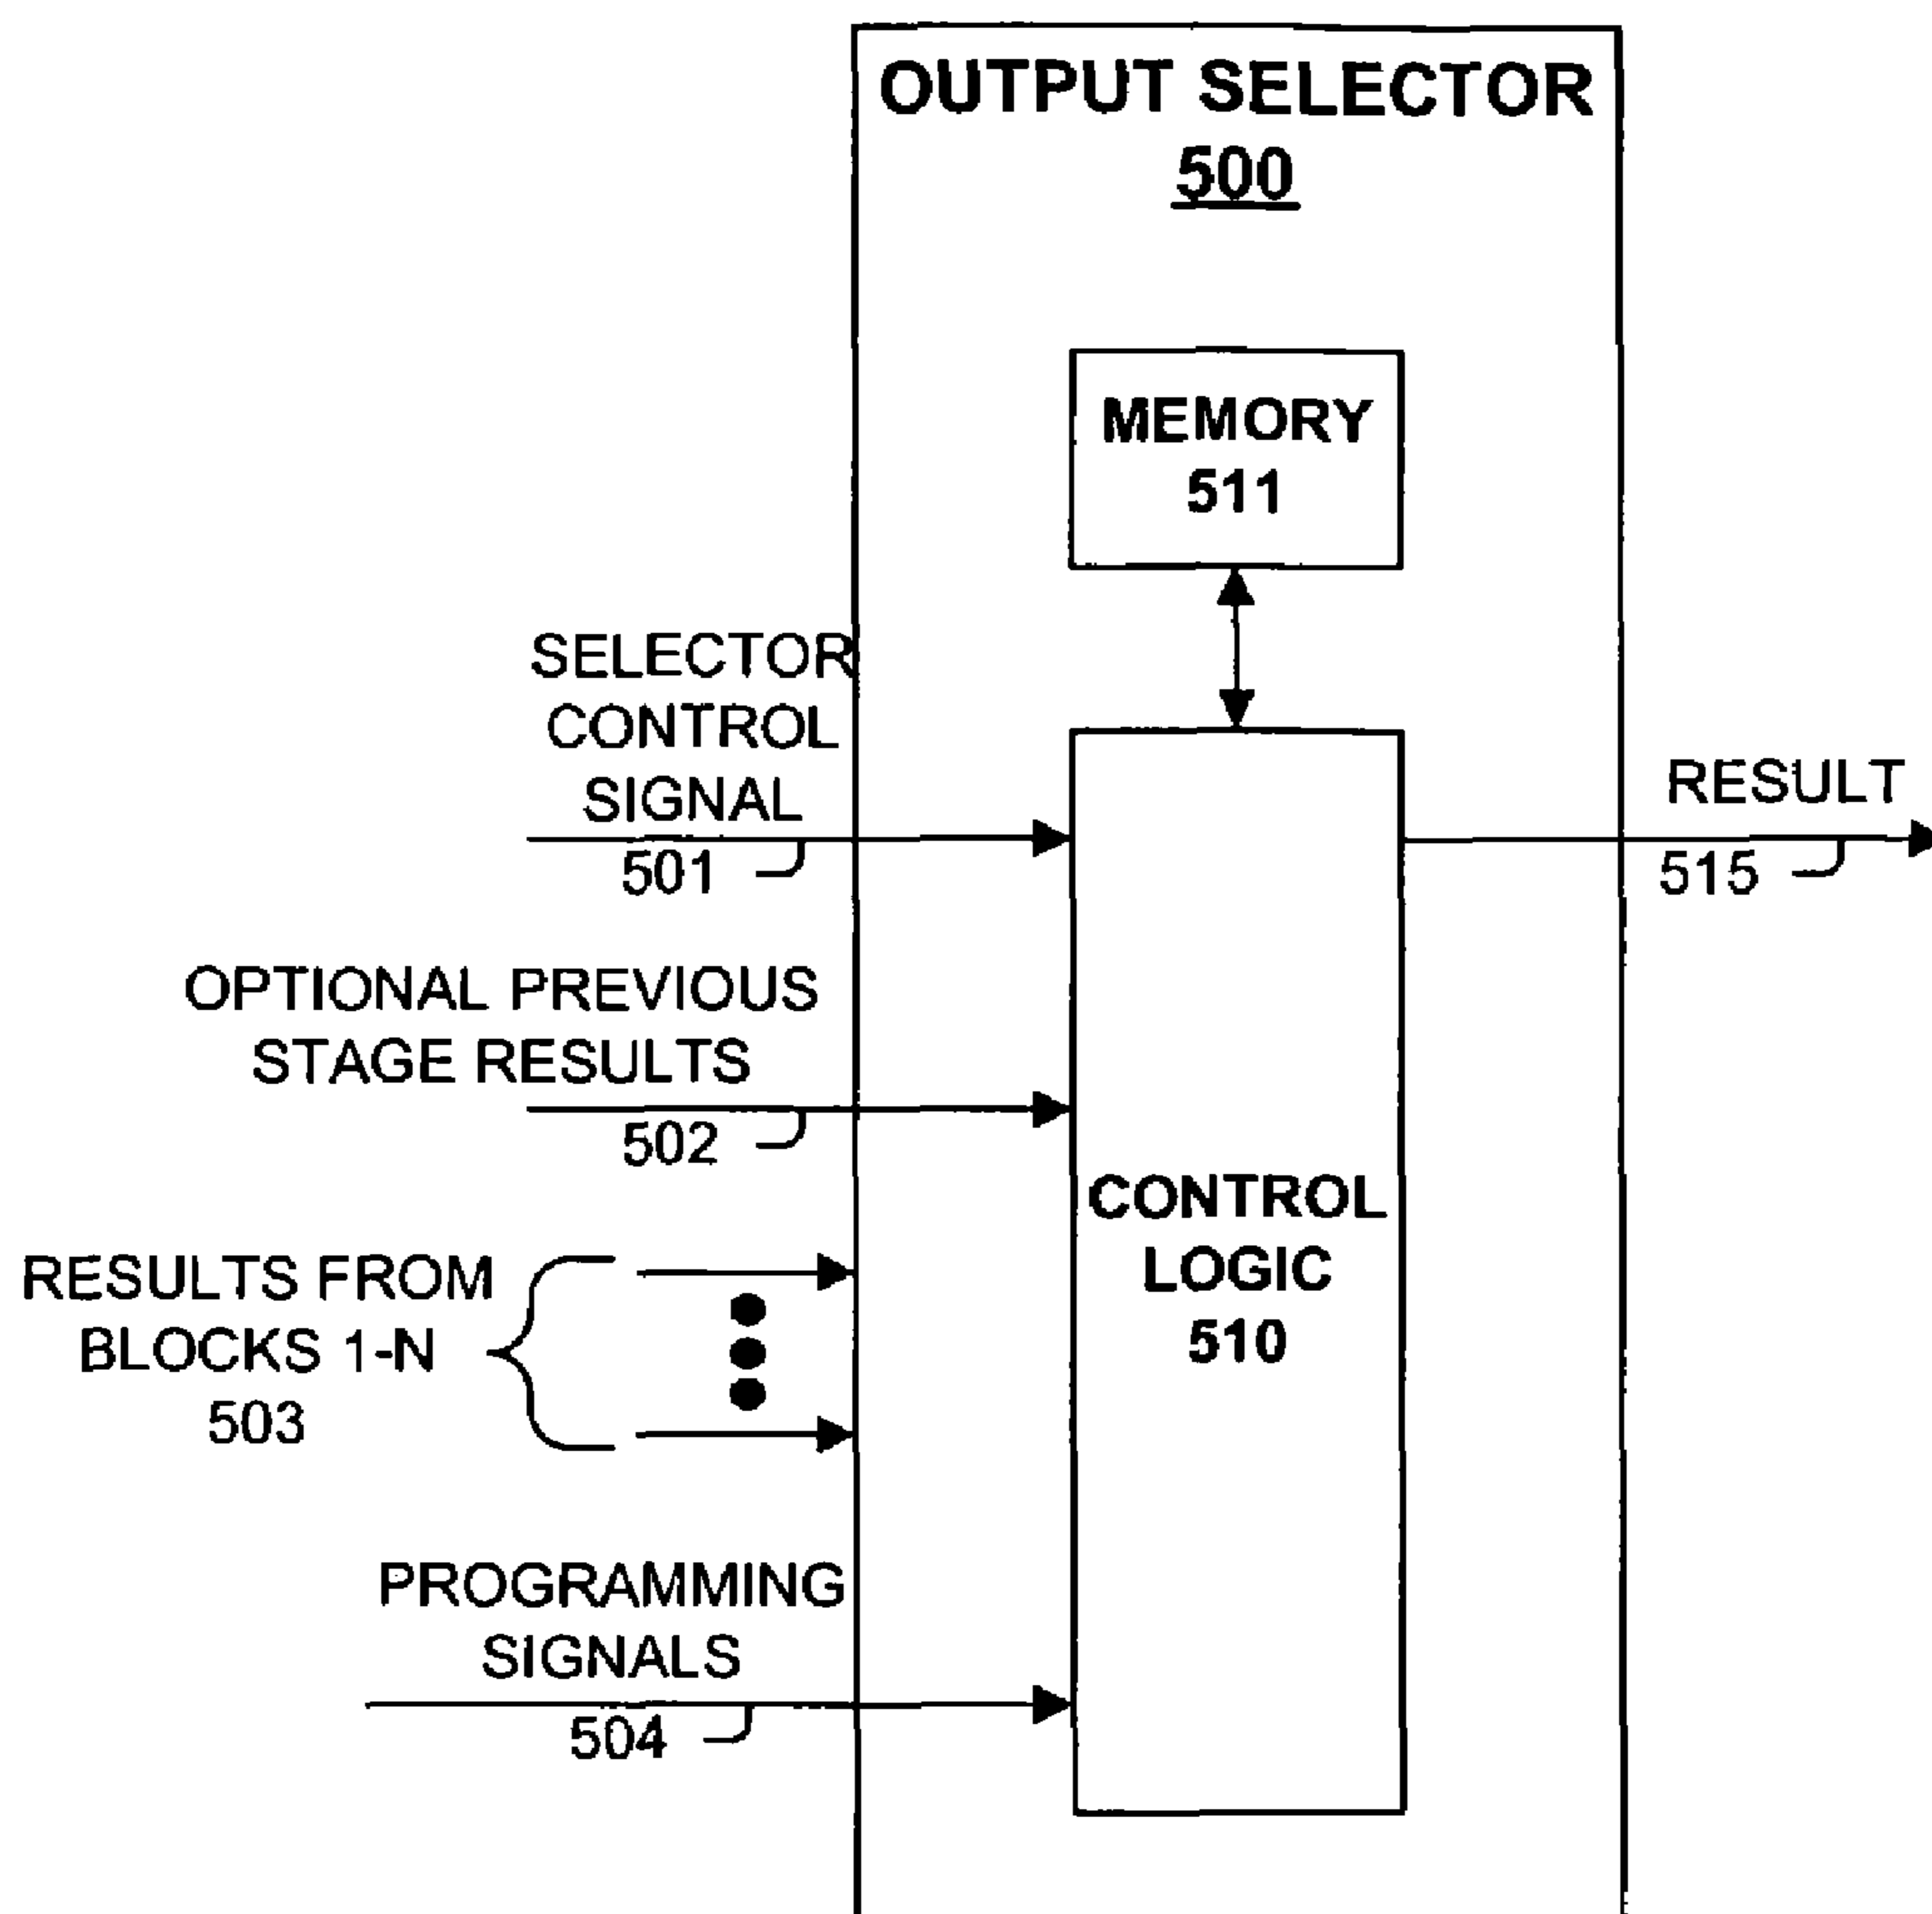 OUTPUT SELECTOR
500
MEMORY
511
SELECTOR
CONTROL
SIGNAL
501
RESULT
515
OPTIONAL PREVIOUS
STAGE RESULTS
502
CONTROL
LOGIC
510
RESULTS FROM
BLOCKS 1-N
503
PROGRAMMING
SIGNALS
504